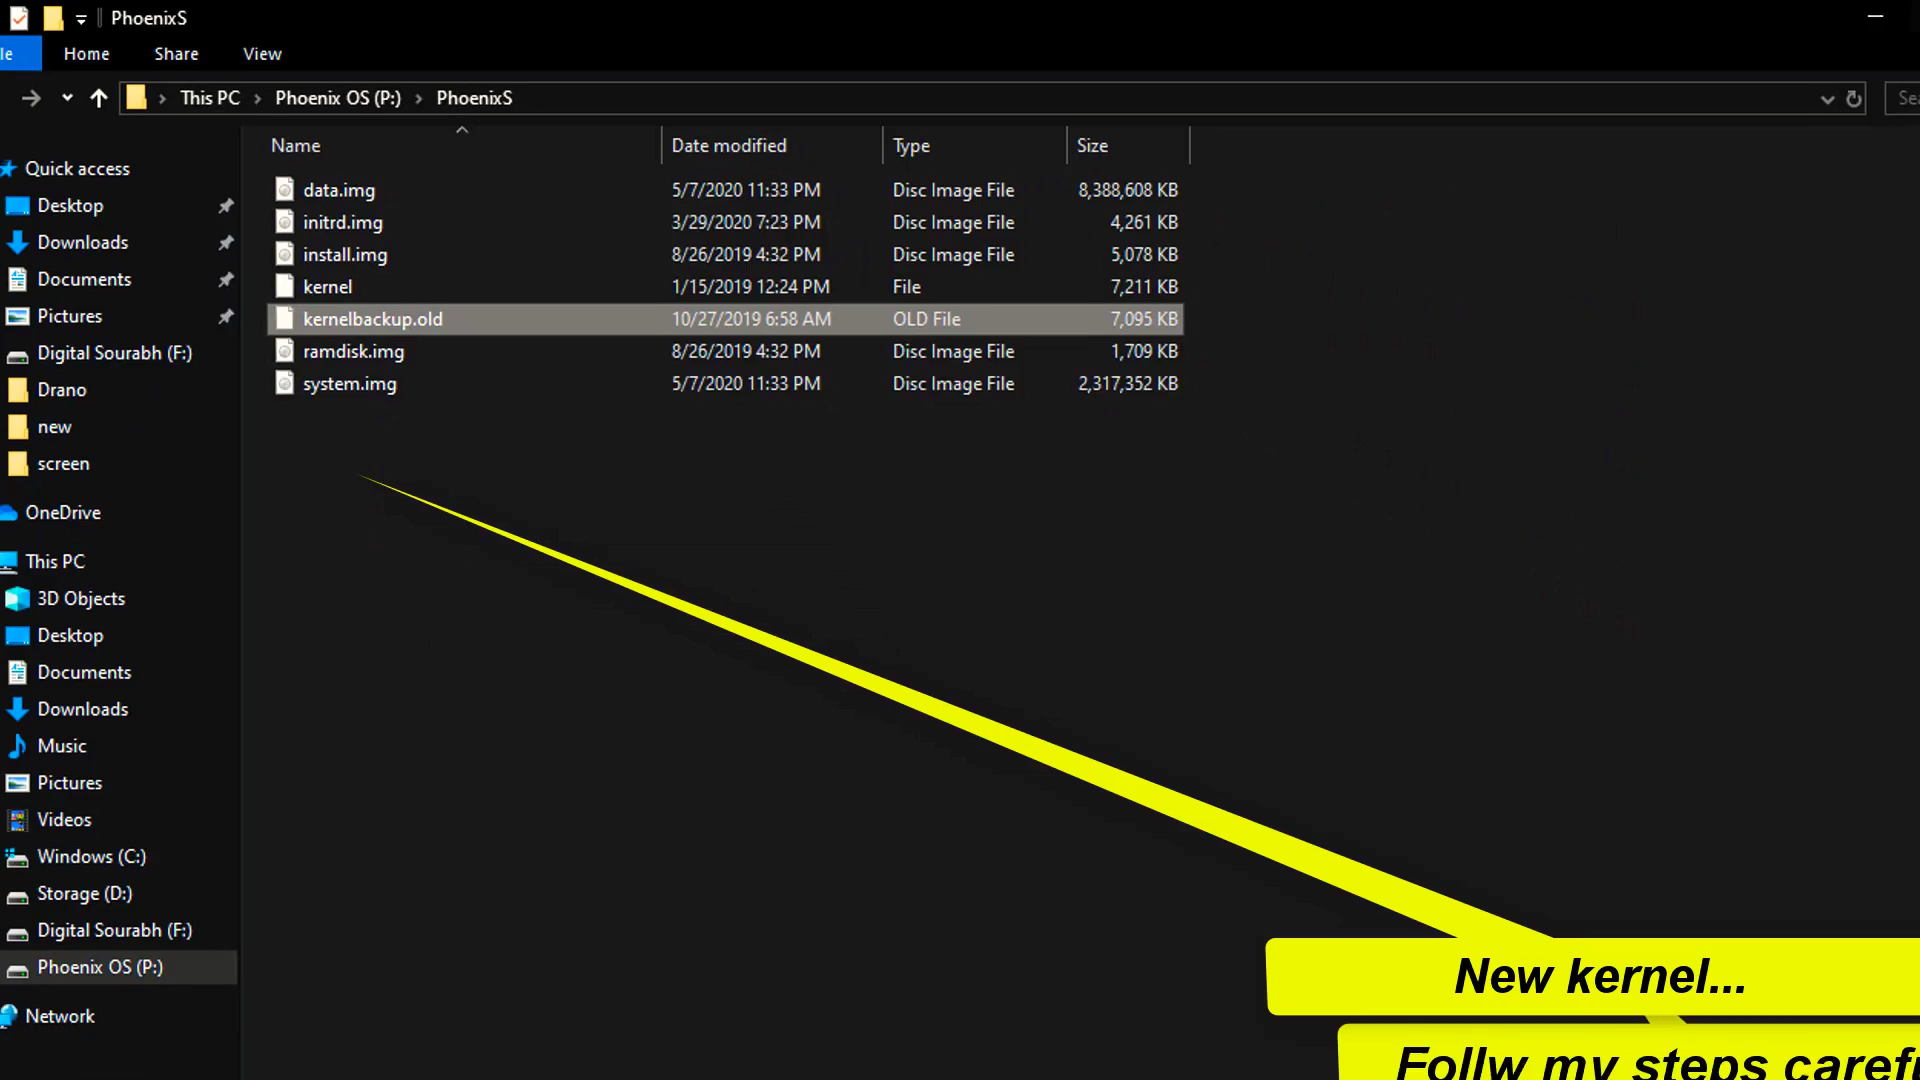 PhoenixS
le Home Share View
This PC Phoenix OS (P:) PhoenixS Sea
Name Date modified Type Size
data.img 5/7/2020 11:33 PM Disc Image File 8,388,608 KB
initrd.img 3/29/2020 7:23 PM Disc Image File 4,261 KB
install.img 8/26/2019 4:32 PM Disc Image File 5,078 KB
kernel 1/15/2019 12:24 PM File 7,211 KB
kernelbackup.old 10/27/2019 6:58 AM OLD File 7,095 KB
ramdisk.img 8/26/2019 4:32 PM Disc Image File 1,709 KB
system.img 5/7/2020 11:33 PM Disc Image File 2,317,352 KB
Quick access
Desktop
Downloads
Documents
Pictures
Digital Sourabh (F:)
Drano
new
screen
OneDrive
This PC
3D Objects
Desktop
Documents
Downloads
Music
Pictures
Videos
Windows (C:)
Storage (D:)
Digital Sourabh (F:)
Phoenix OS (P:)
Network
New kernel...
Follw my steps caref